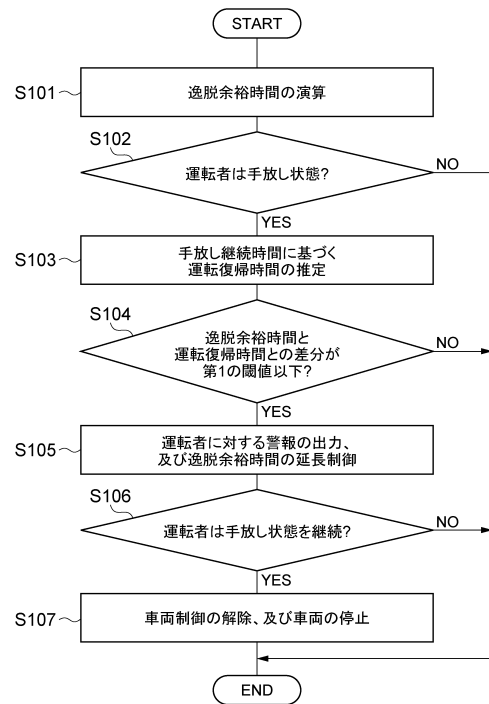 START
S101
逸脱余裕時間の演算
S102
運転者は手放し状態?
NO
YES
S103
手放し継続時間に基づく
運転復帰時間の推定
S104
逸脱余裕時間と
運転復帰時間との差分が
第1の閾値以下?
NO
YES
S105
運転者に対する警報の出力、
及び逸脱余裕時間の延長制御
S106
運転者は手放し状態を継続?
NO
YES
S107
車両制御の解除、及び車両の停止
END